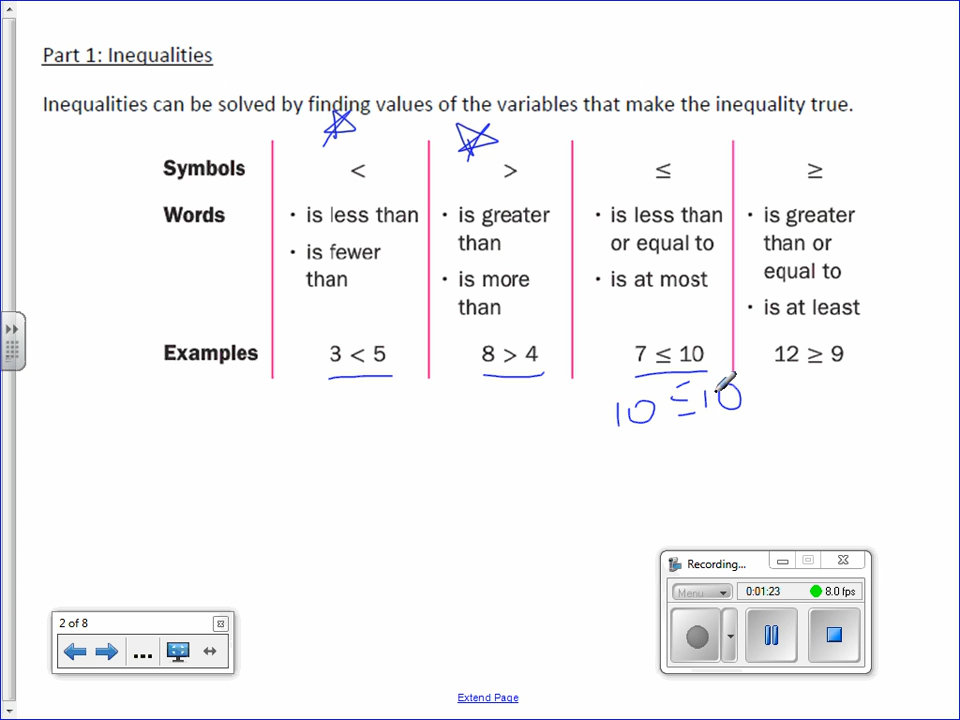 Part 1: Inequalities
Inequalities can be solved by finding values of the variables that make the inequality true.
Symbols < > ≤ ≥
Words
• is less than
• is fewer
than
• is greater
than
• is more
than
• is less than
or equal to
• is at most
• is greater
than or
equal to
• is at least
Examples 3 < 5 8 > 4 7 ≤ 10 12 ≥ 9
10 ≤ 10
Recording...
Menu 0:01:23 8.0 fps
2 of 8
...
Extend Page